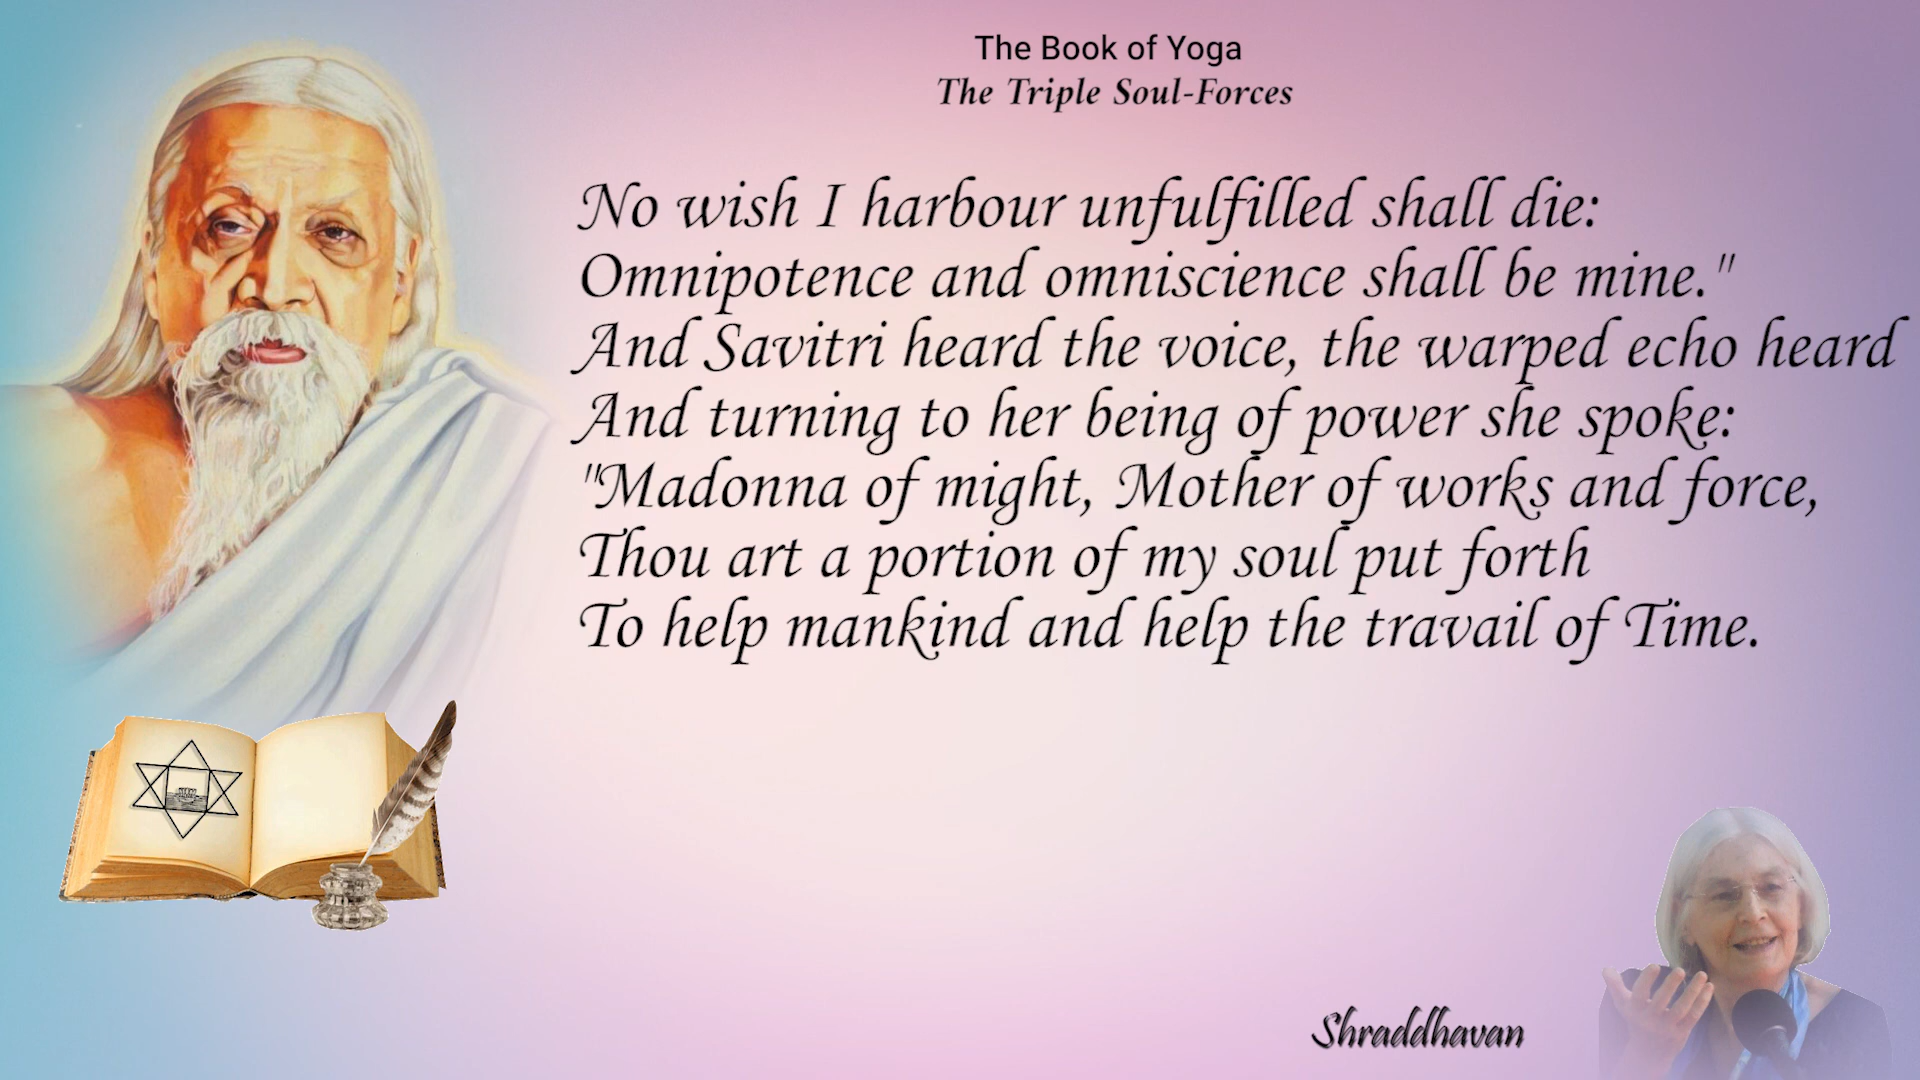 The Book of Yoga
The Triple Soul-Forces
No wish I harbour unfulfilled shall die:
Omnipotence and omniscience shall be mine."
And Savitri heard the voice, the warped echo heard
And turning to her being of power she spoke:
"Madonna of might, Mother of works and force,
Thou art a portion of my soul put forth
To help mankind and help the travail of Time.
Shraddhavan